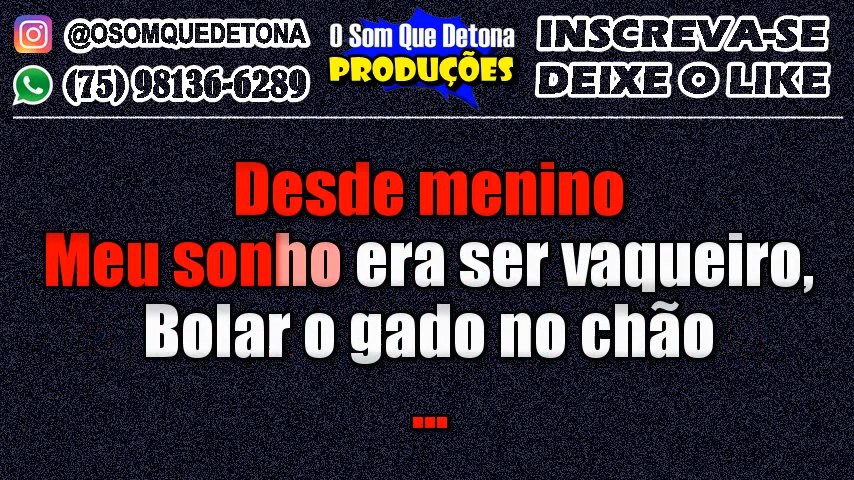 @OSOMQUEDETONA
(75) 98136-6289
O Som Que Detona
PRODUÇÕES
INSCREVA-SE
DEIXE O LIKE
Desde menino
Meu sonho era ser vaqueiro,
Bolar o gado no chão
...